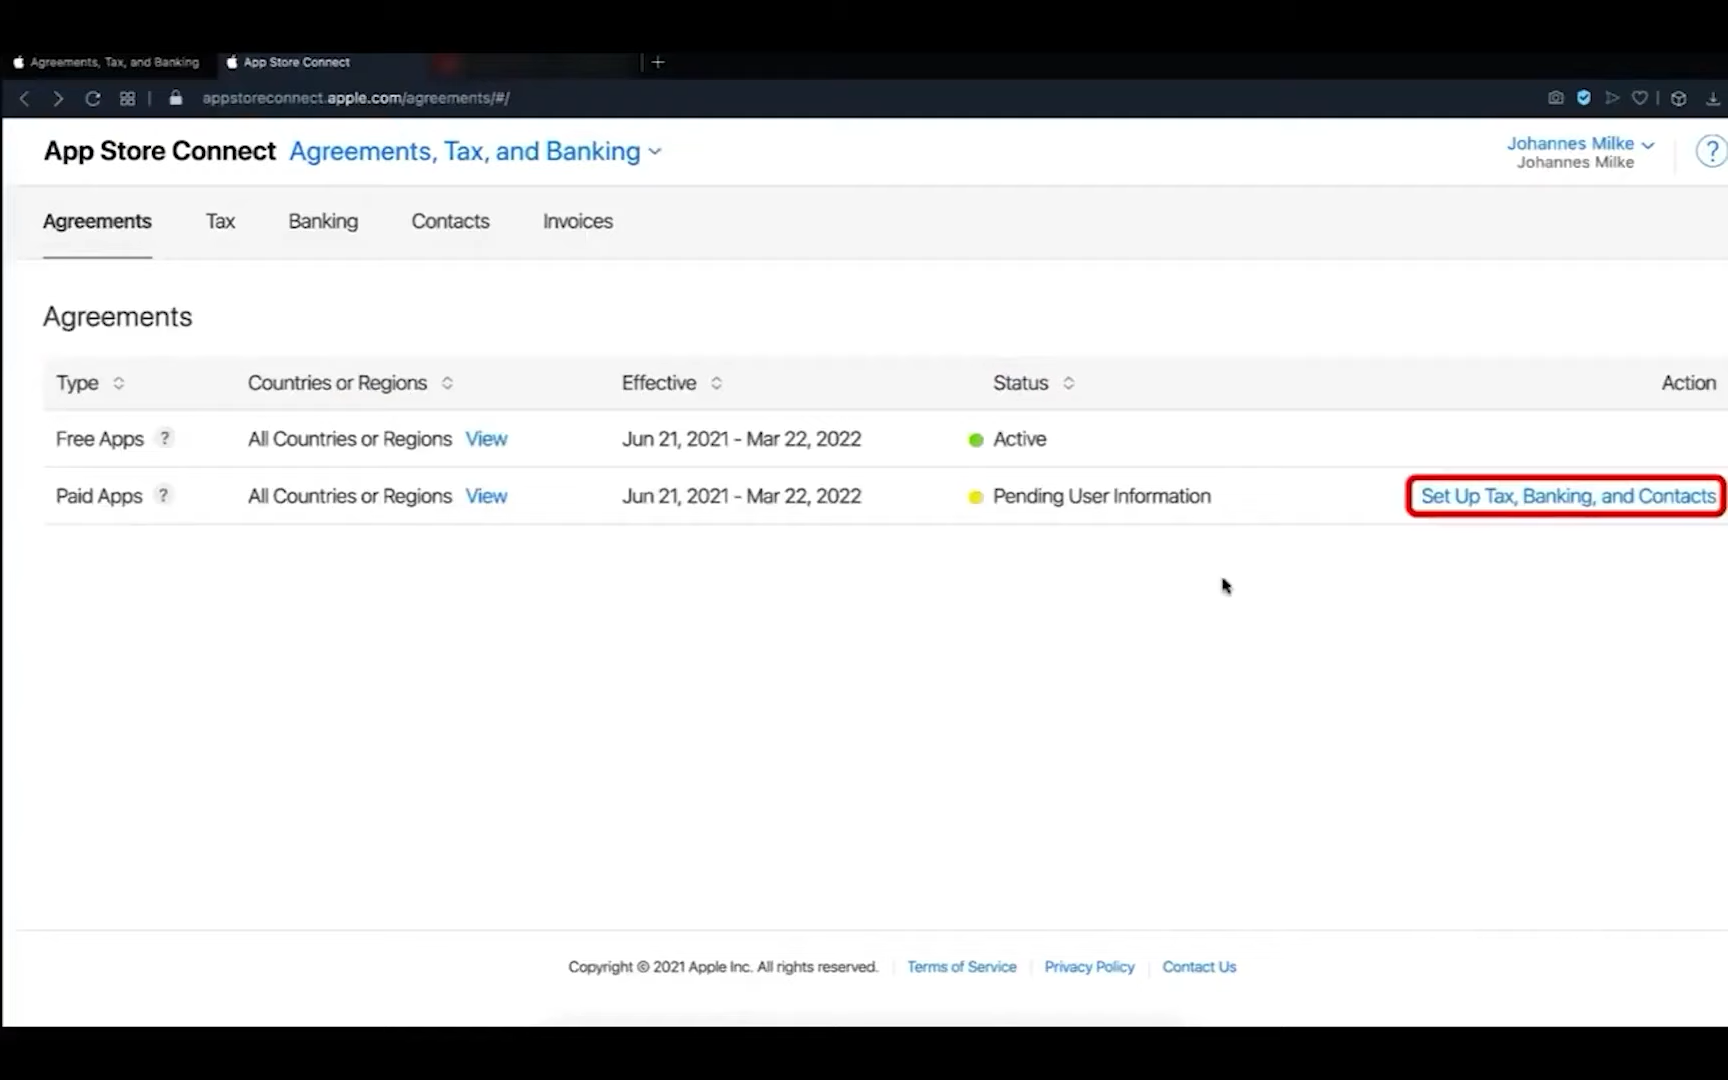 Agreements, Tax, and Banking App Store Connect
appstoreconnect.apple.com/agreements/#/
App Store Connect Agreements, Tax, and Banking Johannes Milke
Johannes Milke
?
Agreements Tax Banking Contacts Invoices
Agreements
Type Countries or Regions Effective Status Action
Free Apps ? All Countries or Regions View Jun 21, 2021 - Mar 22, 2022 Active
Paid Apps ? All Countries or Regions View Jun 21, 2021 - Mar 22, 2022 Pending User Information Set Up Tax, Banking, and Contacts
Copyright © 2021 Apple Inc. All rights reserved. Terms of Service Privacy Policy Contact Us